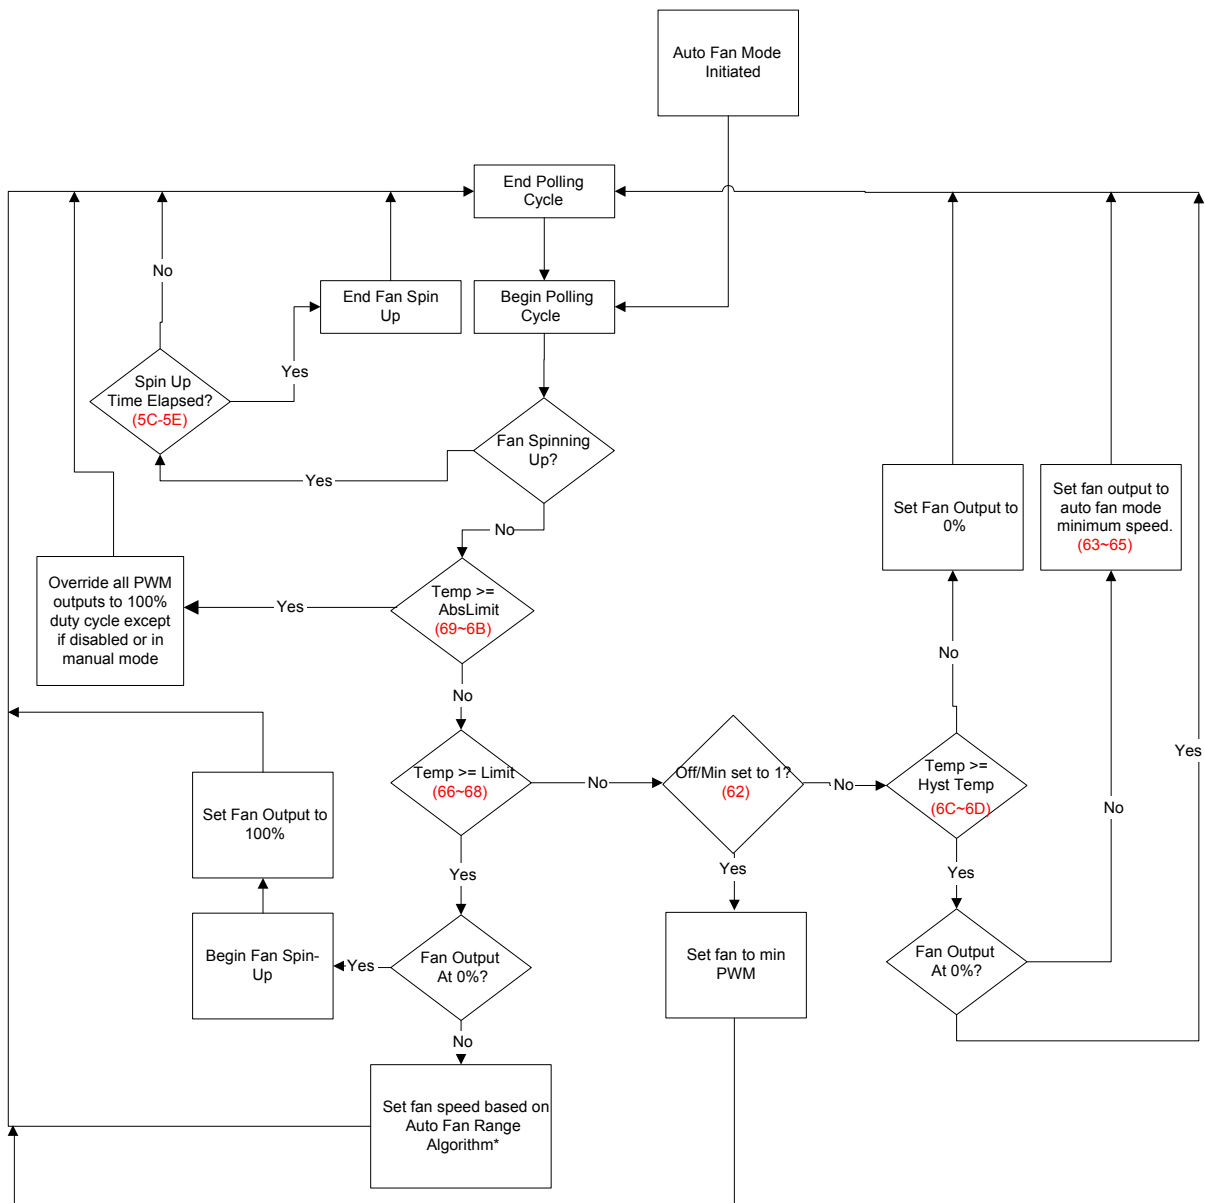 Auto Fan Mode
Initiated
End Polling
Cycle
No
End Fan Spin
Up
Begin Polling
Cycle
Yes
Spin Up
Time Elapsed?
(5C-5E)
Fan Spinning
Up?
Yes
No
Set Fan Output to
0%
Set fan output to
auto fan mode
minimum speed.
(63~65)
Override all PWM
outputs to 100%
duty cycle except
if disabled or in
manual mode
Yes
Temp >=
AbsLimit
(69~6B)
No
No
Yes
Temp >= Limit
(66~68)
No
Off/Min set to 1?
(62)
No
Temp >=
Hyst Temp
(6C~6D)
No
Set Fan Output to
100%
Yes
Yes
Yes
Begin Fan Spin-
Up
Yes
Fan Output
At 0%?
Set fan to min
PWM
Fan Output
At 0%?
No
Set fan speed based on
Auto Fan Range
Algorithm*